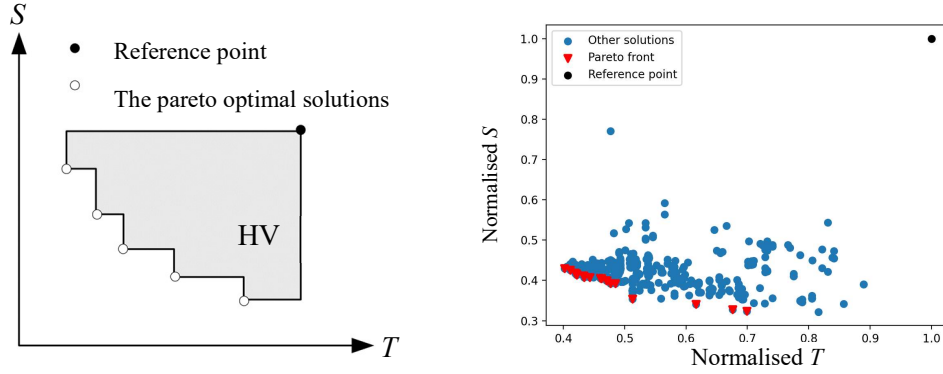 S
Reference point
The pareto optimal solutions
HV
T
Other solutions
Pareto front
Reference point
1.0
0.9
0.8
0.7
0.6
0.5
0.4
0.3
Normalised S
0.4 0.5 0.6 0.7 0.8 0.9 1.0
Normalised T